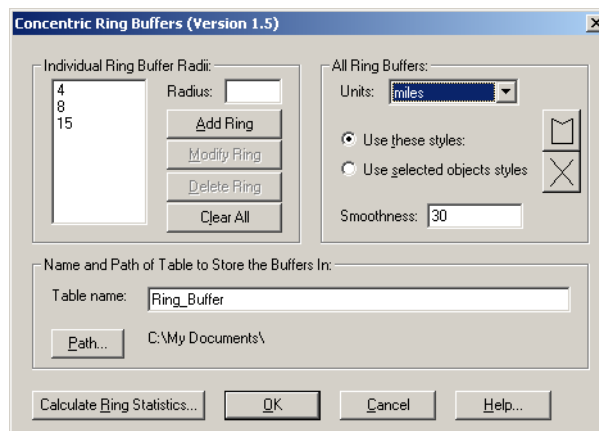 Concentric Ring Buffers (Version 1.5)
Individual Ring Buffer Radii:
4
8
15
Radius:
Add Ring
Modify Ring
Delete Ring
Clear All
All Ring Buffers:
Units: miles
Use these styles:
Use selected objects styles
Smoothness: 30
Name and Path of Table to Store the Buffers In:
Table name: Ring_Buffer
Path... C:\My Documents\
Calculate Ring Statistics... OK Cancel Help...